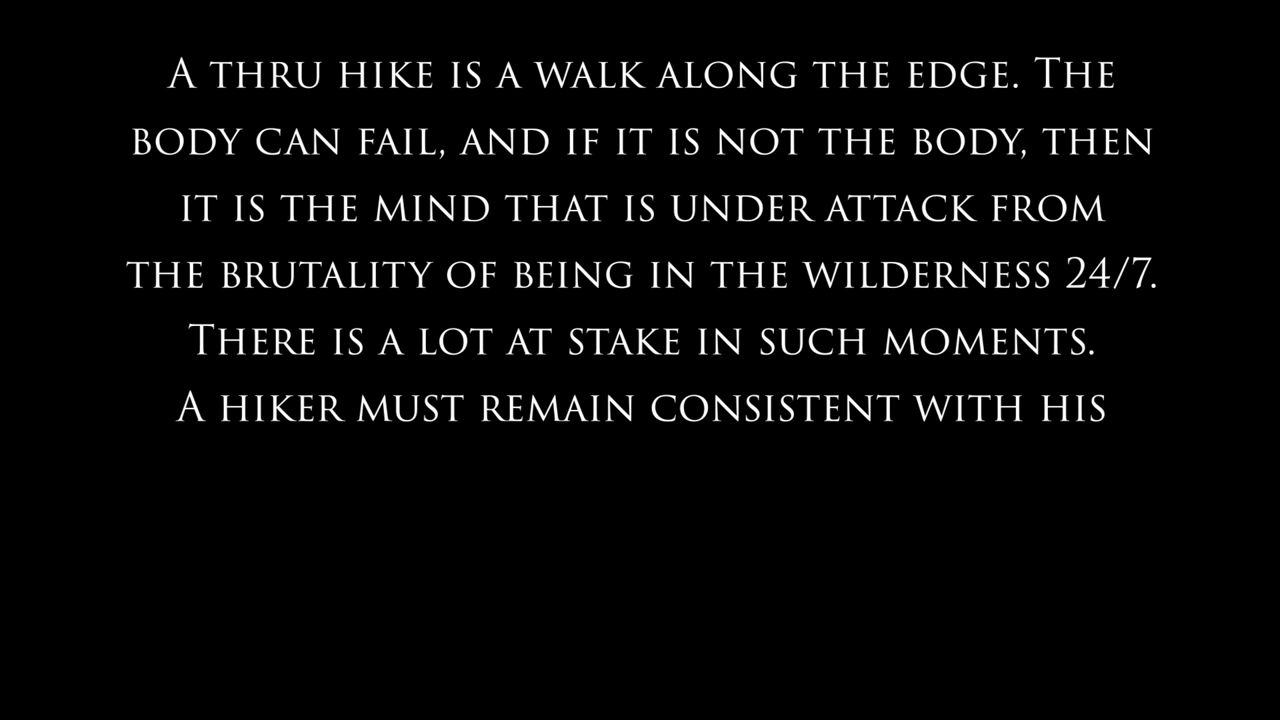 A thru hike is a walk along the edge. The
body can fail, and if it is not the body, then
it is the mind that is under attack from
the brutality of being in the wilderness 24/7.
There is a lot at stake in such moments.
A hiker must remain consistent with his